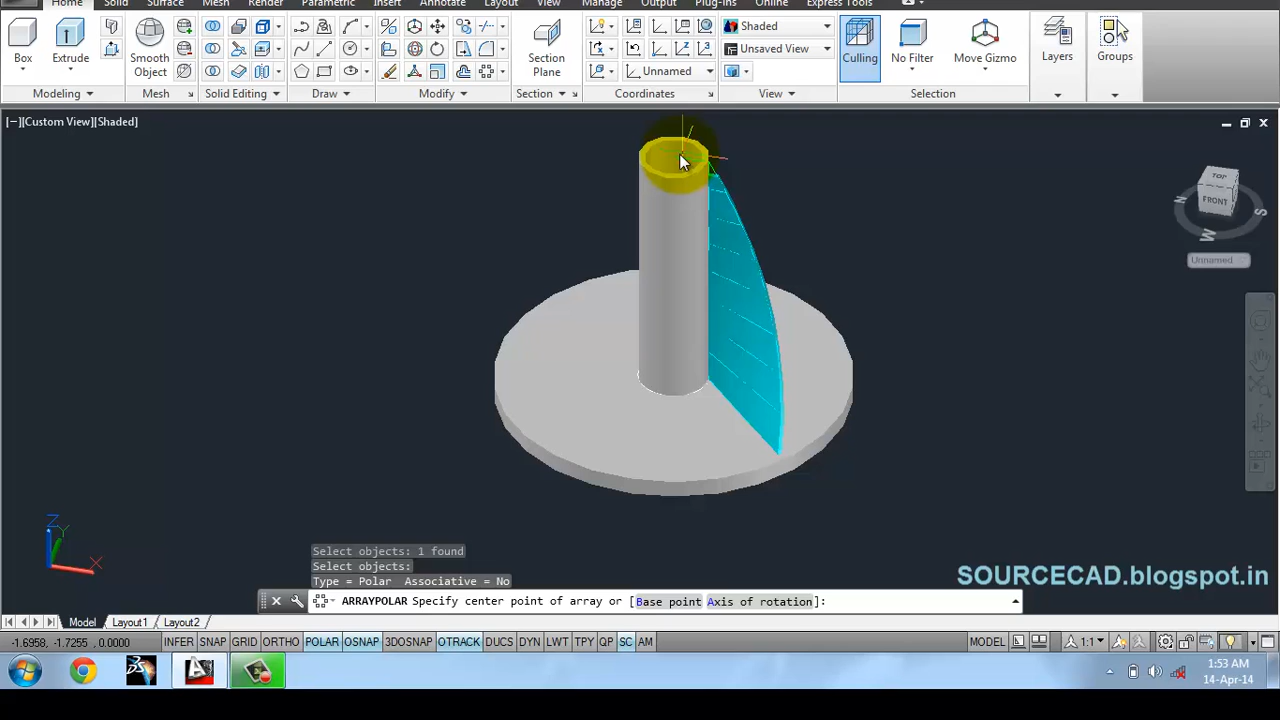 Home Solid Surface Mesh Render Parametric Insert Annotate Layout View Manage Output Plug-ins Online Express Tools
Box
Extrude
Smooth
Object
Section
Plane
Shaded
Unsaved View
Unnamed
Culling
No Filter
Move Gizmo
Layers
Groups
Modeling
Mesh
Solid Editing
Draw
Modify
Section
Coordinates
View
Selection
[−][Custom View][Shaded]
TOP
FRONT
N
S
W
Unnamed
Z
Y
X
Select objects: 1 found
Select objects:
Type = Polar Associative = No
ARRAYPOLAR Specify center point of array or [Base point Axis of rotation]:
SOURCECAD.blogspot.in
Model Layout1 Layout2
-1.6958, -1.7255, 0.0000 INFER SNAP GRID ORTHO POLAR OSNAP 3DOSNAP OTRACK DUCS DYN LWT TPY QP SC AM MODEL 1:1
1:53 AM
14-Apr-14